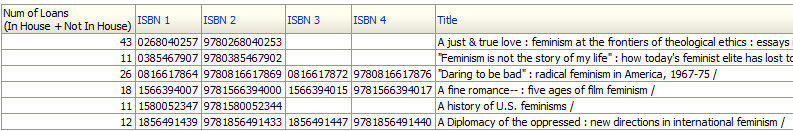 Num of Loans
(In House + Not In House) ISBN 1 ISBN 2 ISBN 3 ISBN 4 Title
43 0268040257 9780268040253 A just & true love : feminism at the frontiers of theological ethics : essays i
11 0385467907 9780385467902 "Feminism is not the story of my life" : how today's feminist elite has lost to
26 0816617864 9780816617869 0816617872 9780816617876 "Daring to be bad" : radical feminism in America, 1967-75 /
18 1566394007 9781566394000 1566394015 9781566394017 A fine romance-- : five ages of film feminism /
11 1580052347 9781580052344 A history of U.S. feminisms /
12 1856491439 9781856491433 1856491447 9781856491440 A Diplomacy of the oppressed : new directions in international feminism /